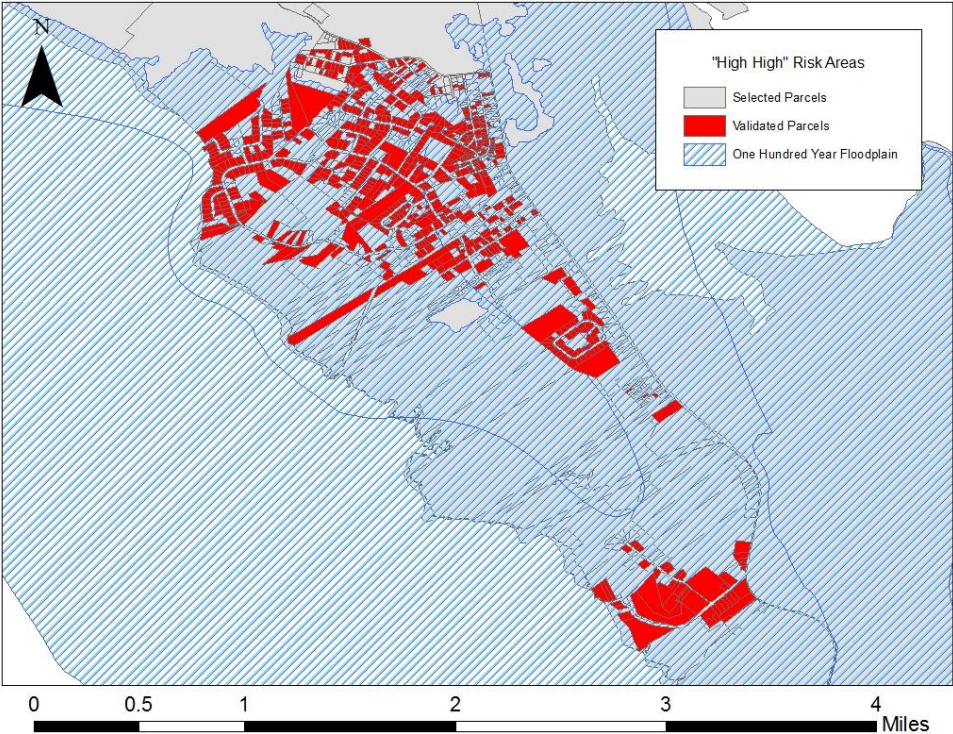 N
"High High" Risk Areas
Selected Parcels
Validated Parcels
One Hundred Year Floodplain
0 0.5 1 2 3 4
Miles